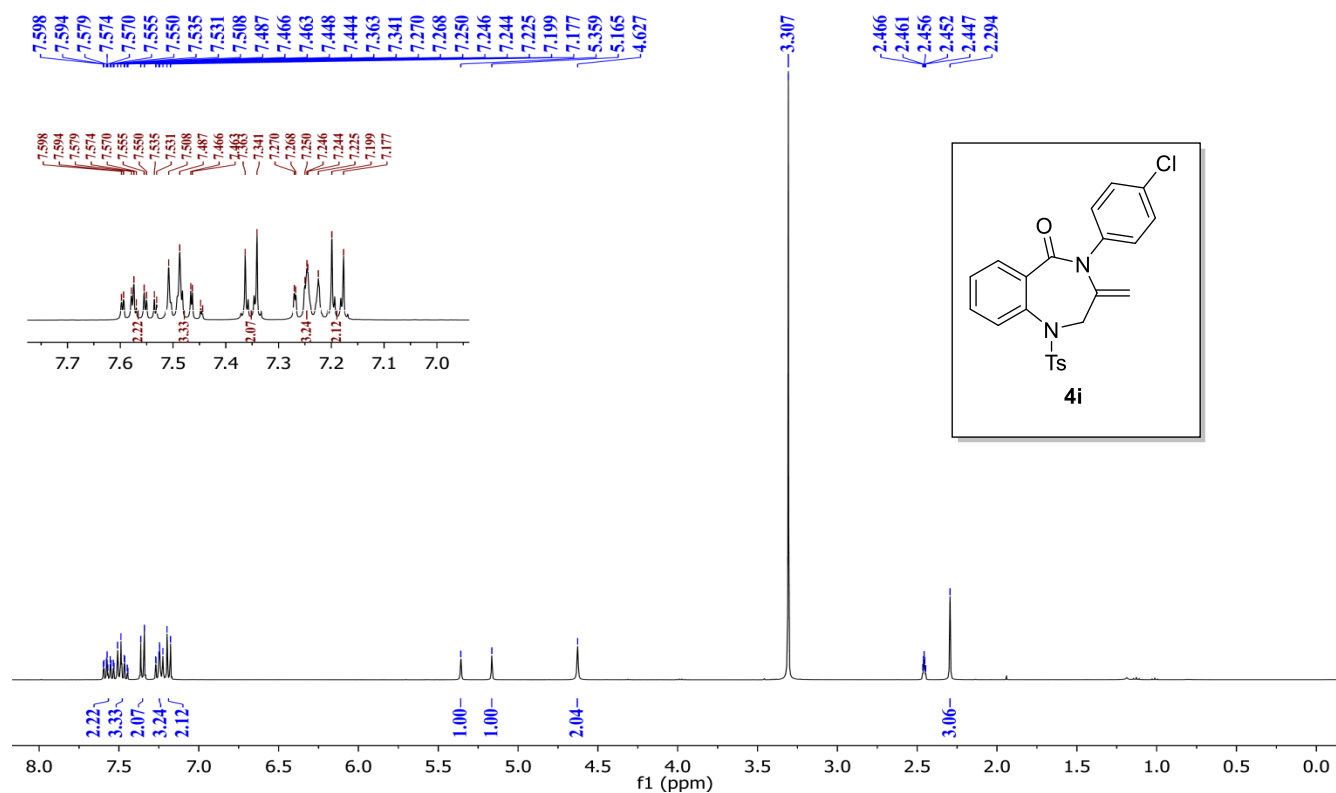 7.598 7.594 7.579 7.574 7.570 7.555 7.550 7.535 7.531 7.508 7.487 7.466 7.463 7.448 7.444 7.363 7.341 7.270 7.268 7.250 7.246 7.244 7.225 7.199 7.177 5.359 5.165 4.627 3.307 2.466 2.461 2.456 2.452 2.447 2.294
7.598 7.594 7.579 7.574 7.570 7.555 7.550 7.535 7.531 7.508 7.487 7.466 7.463 7.363 7.341 7.270 7.268 7.250 7.246 7.244 7.225 7.199 7.177
2.22 3.33 2.07 3.24 2.12
7.7 7.6 7.5 7.4 7.3 7.2 7.1 7.0
Cl
O
N
N
Ts
4i
2.22 3.33 2.07 3.24 2.12 1.00 1.00 2.04 3.06
8.0 7.5 7.0 6.5 6.0 5.5 5.0 4.5 4.0 3.5 3.0 2.5 2.0 1.5 1.0 0.5 0.0
f1 (ppm)